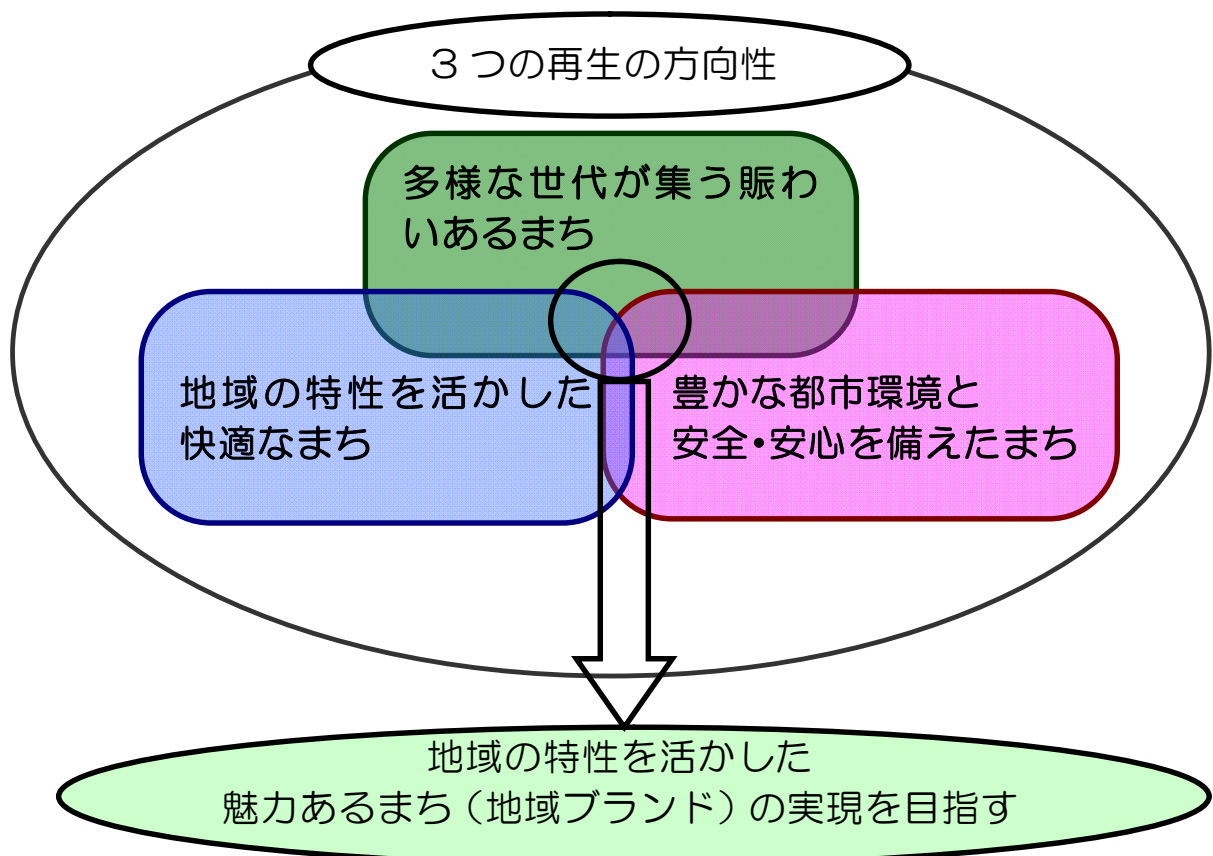 3つの再生の方向性
多様な世代が集う賑わ
いあるまち
地域の特性を活かした
快適なまち
豊かな都市環境と
安全・安心を備えたまち
地域の特性を活かした
魅力あるまち（地域ブランド）の実現を目指す